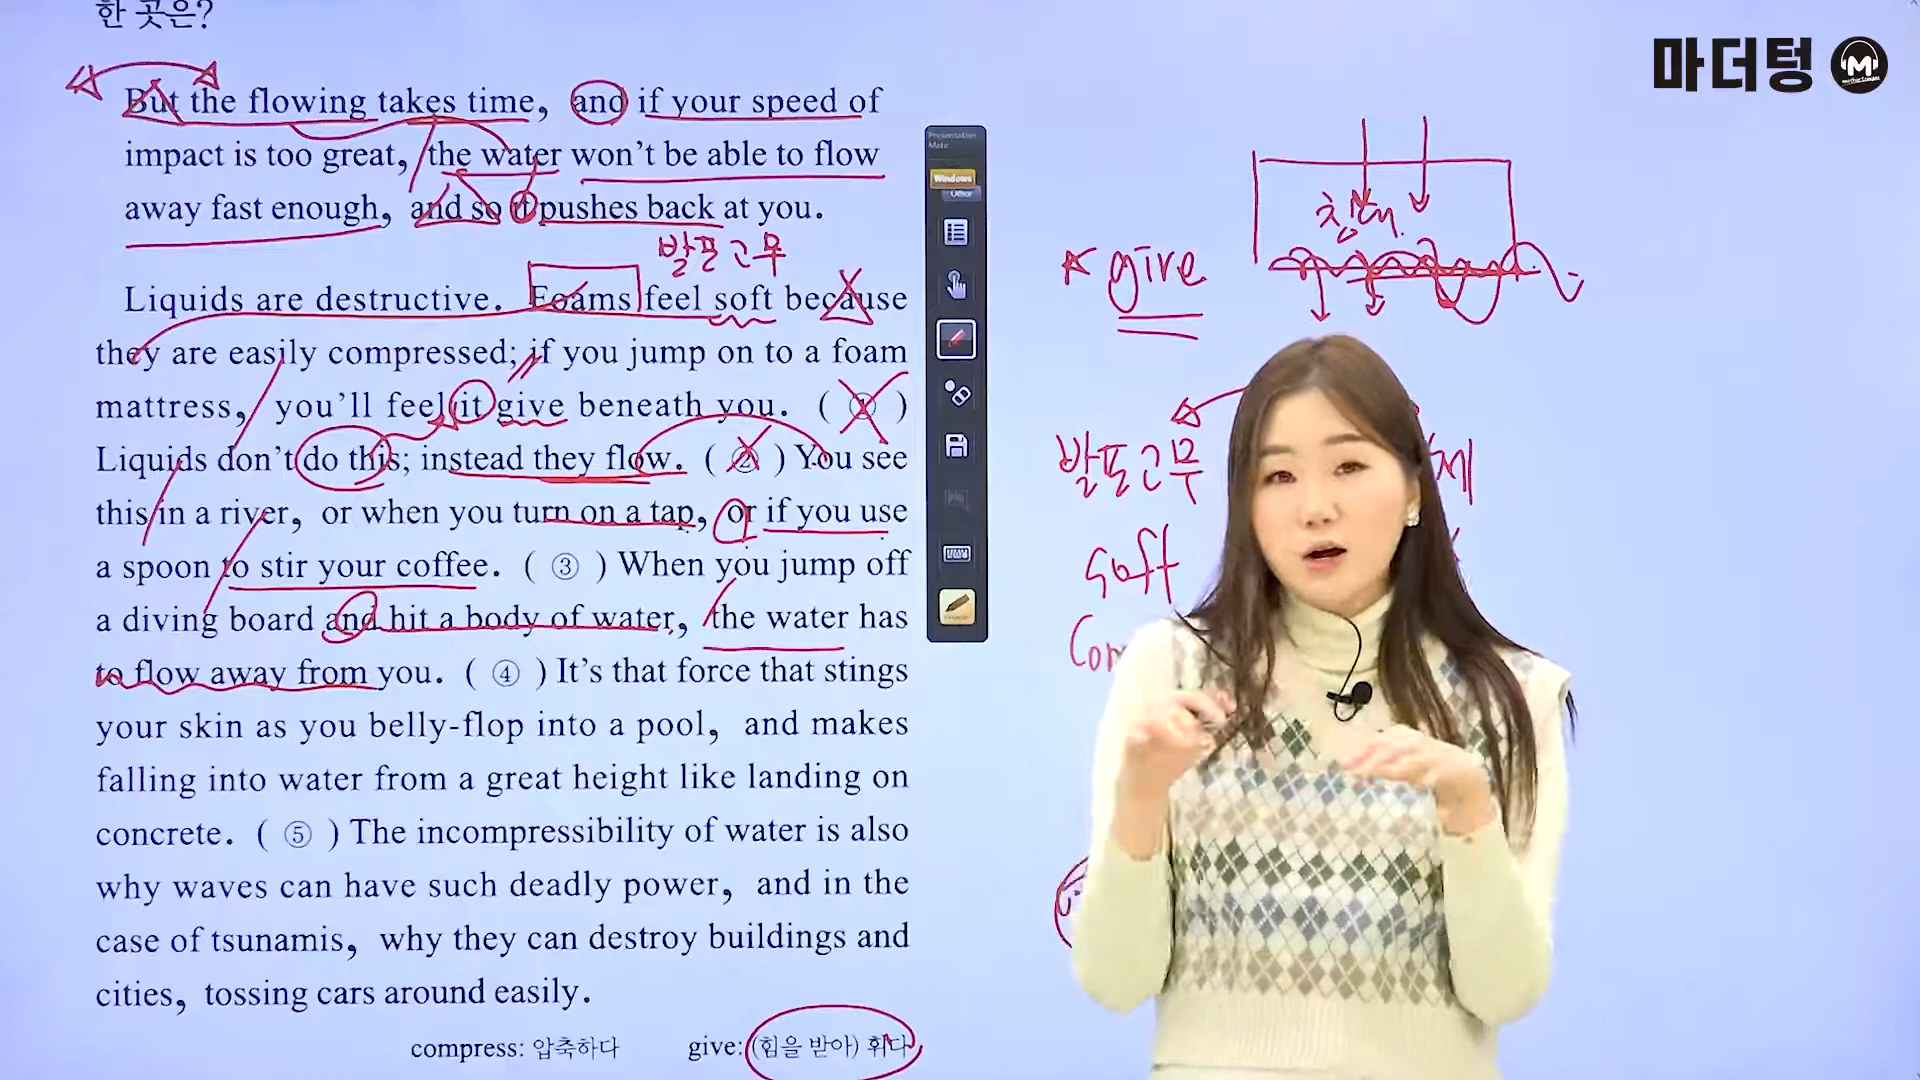 한 곳은?
마더텅
But the flowing takes time, and if your speed of
impact is too great, the water won't be able to flow
away fast enough, and so it pushes back at you.
발포고무
Liquids are destructive. Foams feel soft because
they are easily compressed; if you jump on to a foam
mattress, you'll feel it give beneath you. ( ① )
Liquids don't do this; instead they flow. ( ② ) You see
this in a river, or when you turn on a tap, or if you use
a spoon to stir your coffee. ( ③ ) When you jump off
a diving board and hit a body of water, the water has
to flow away from you. ( ④ ) It's that force that stings
your skin as you belly-flop into a pool, and makes
falling into water from a great height like landing on
concrete. ( ⑤ ) The incompressibility of water is also
why waves can have such deadly power, and in the
case of tsunamis, why they can destroy buildings and
cities, tossing cars around easily.
compress: 압축하다 give: (힘을 받아) 휘다
Presentation
Mate
Windows
Office
침대
give
발포고무
soft
Com
체